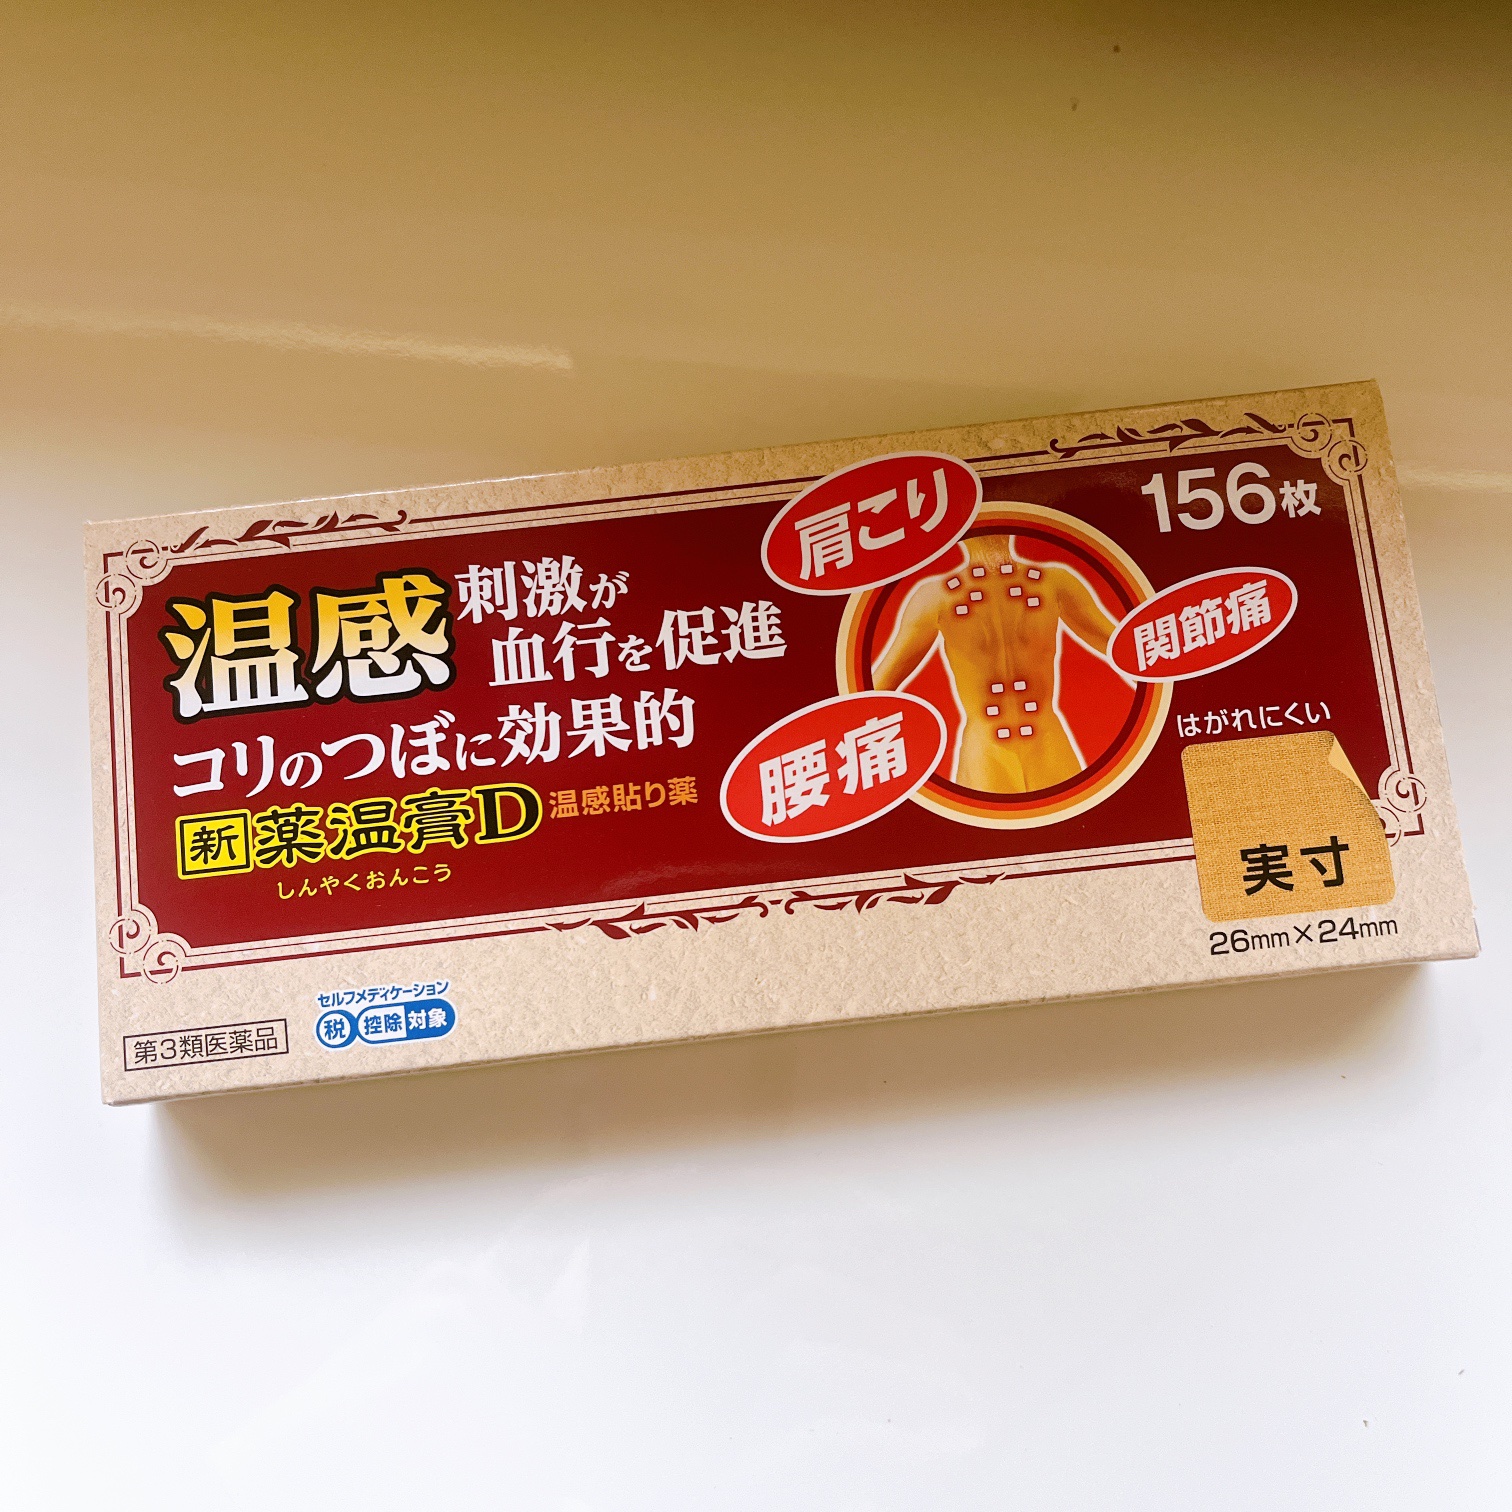 156枚
肩こり
関節痛
腰痛
温感
刺激が
血行を促進
コリのつぼに効果的
新 薬温膏D 温感貼り薬
しんやくおんこう
はがれにくい
実寸
26mm×24mm
セルフメディケーション
税 控除 対象
第3類医薬品